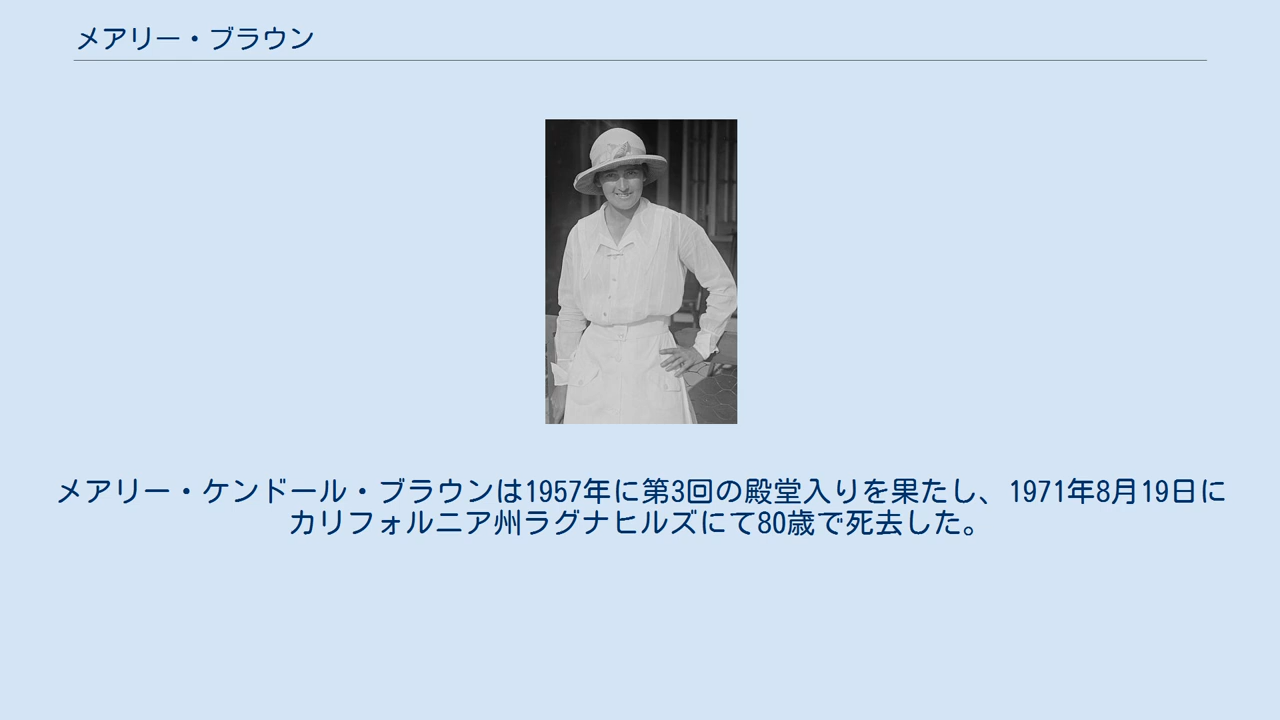 メアリー・ブラウン
メアリー・ケンドール・ブラウンは1957年に第3回の殿堂入りを果たし、1971年8月19日に
カリフォルニア州ラグナヒルズにて80歳で死去した。